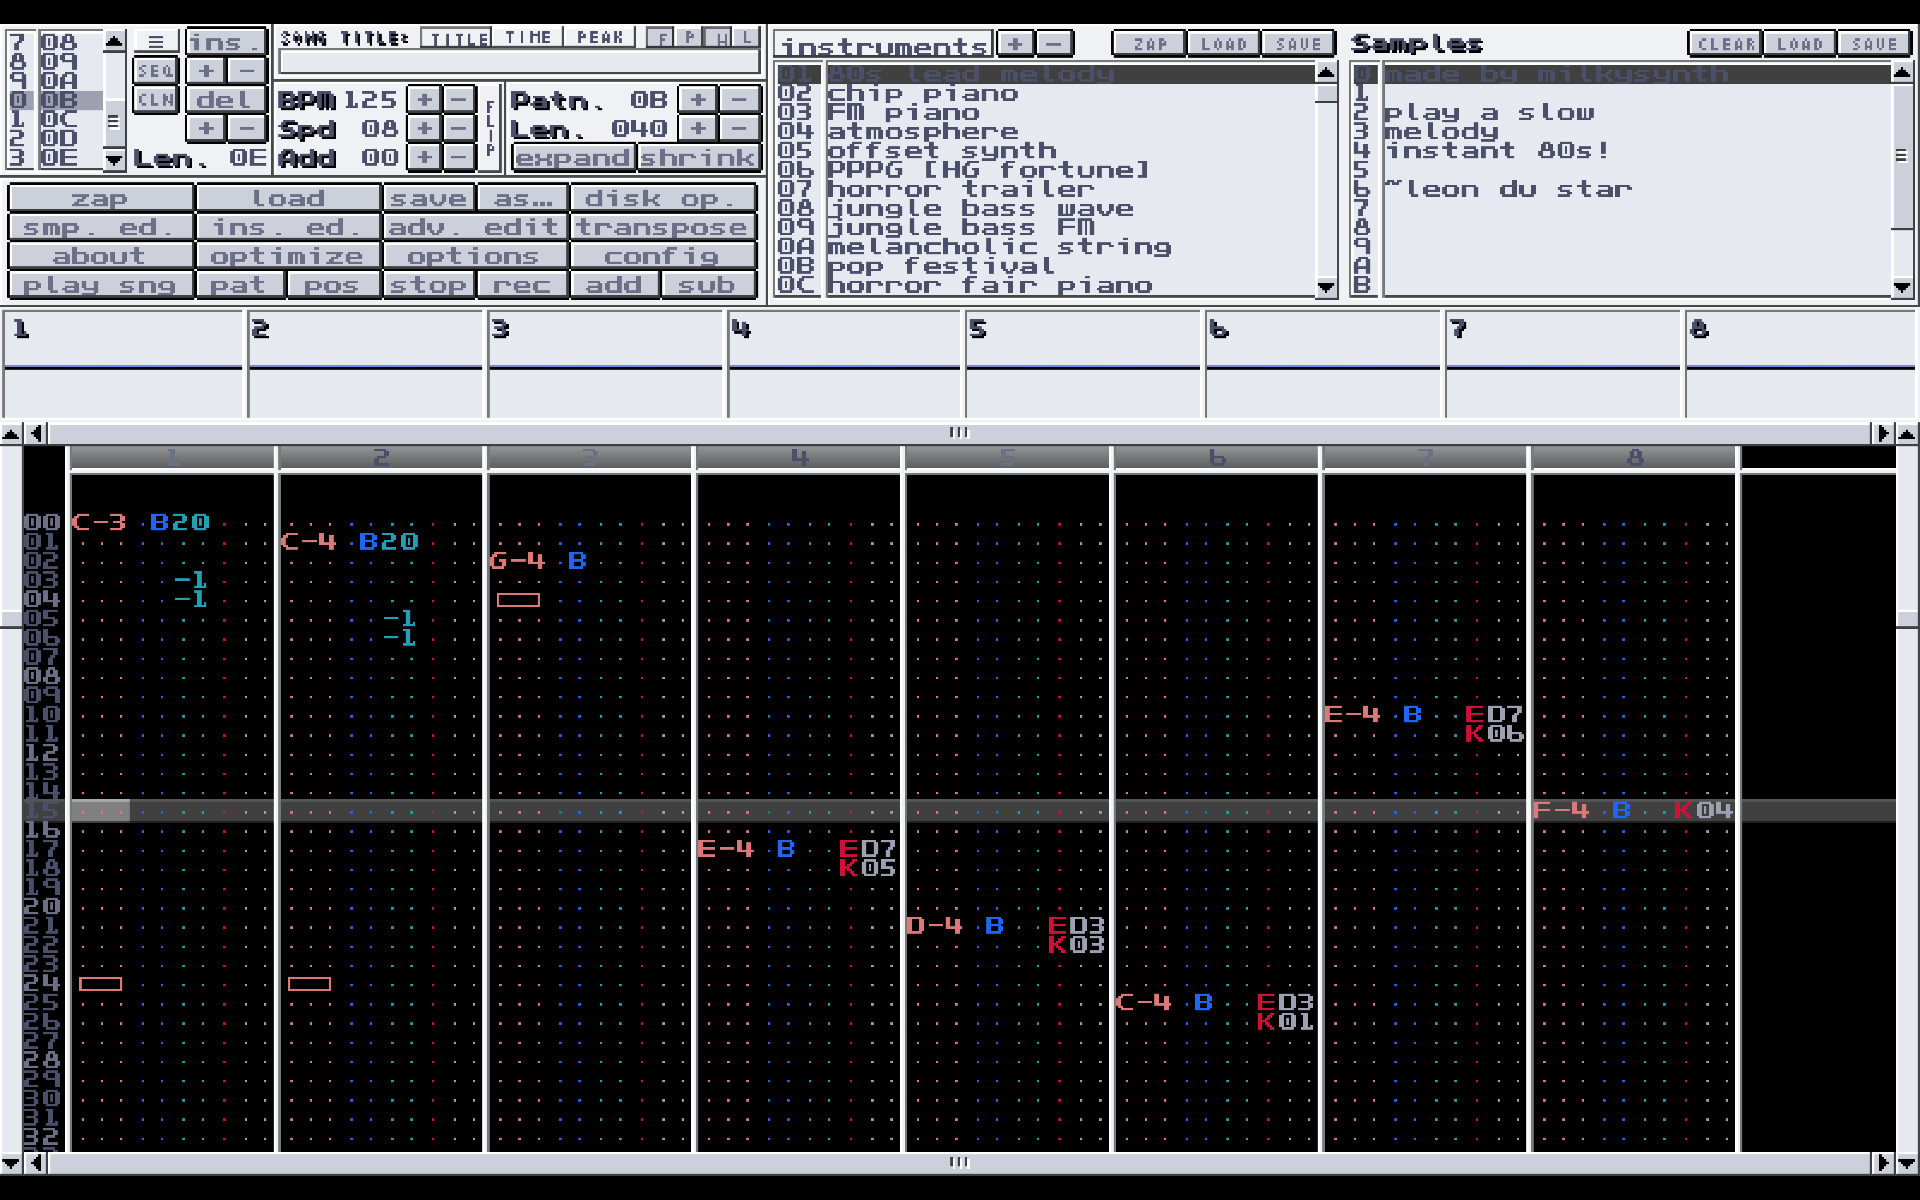 7 08
8 09
9 0A
0 0B
1 0C
2 0D
3 0E
ins.
SEQ + -
CLN del
+ -
Len. 0E
SONG TITLE: TITLE TIME PEAK F P W L
BPM 125 + -
Spd 08 + -
Add 00 + -
FLIP
Patn. 0B + -
Len. 040 + -
expand shrink
zap load save as… disk op.
smp. ed. ins. ed. adv. edit transpose
about optimize options config
play sng pat pos stop rec add sub
instruments + - ZAP LOAD SAVE
01 80s lead melody
02 chip piano
03 FM piano
04 atmosphere
05 offset synth
06 PPPG [HG fortune]
07 horror trailer
08 jungle bass wave
09 jungle bass FM
0A melancholic string
0B pop festival
0C horror fair piano
Samples CLEAR LOAD SAVE
0 made by milkysynth
1
2 play a slow
3 melody
4 instant 80s!
5
6 ~leon du star
7
8
9
A
B
1 2 3 4 5 6 7 8
1 2 3 4 5 6 7 8
00 C-3 B20
01 C-4 B20
02 G-4 B
03 -1
04 -1
05 -1
06 -1
07
08
09
10 E-4 B ED7
11 K06
12
13
14
15 F-4 B K04
16
17 E-4 B ED7
18 K05
19
20
21 D-4 B ED3
22 K03
23
24
25 C-4 B ED3
26 K01
27
28
29
30
31
32